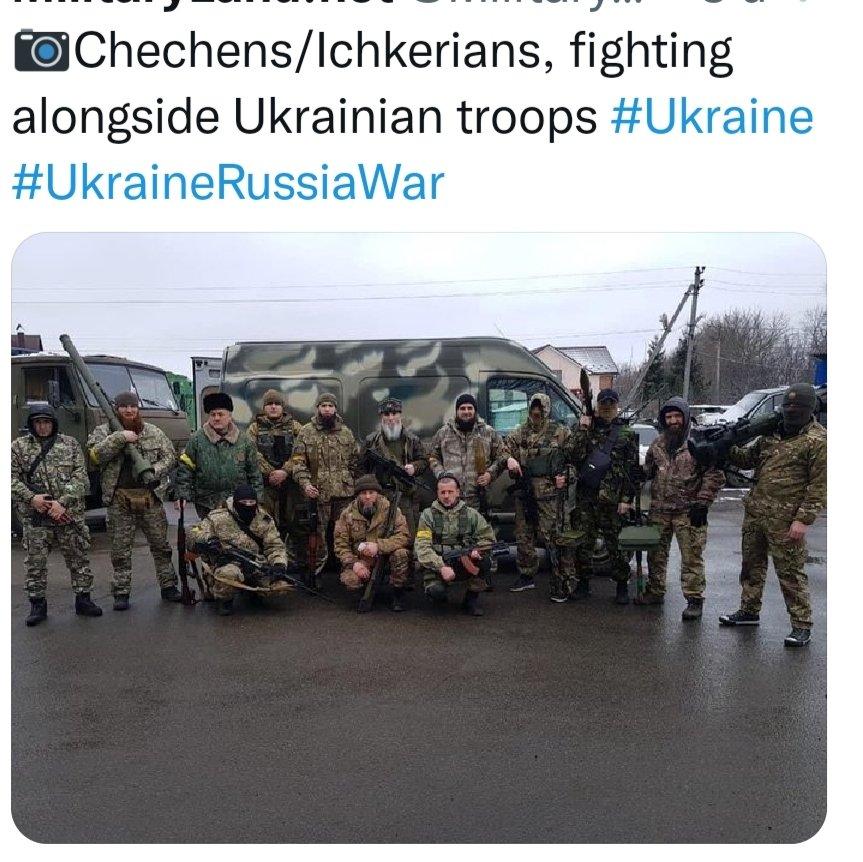 Chechens/Ichkerians, fighting
alongside Ukrainian troops #Ukraine
#UkraineRussiaWar